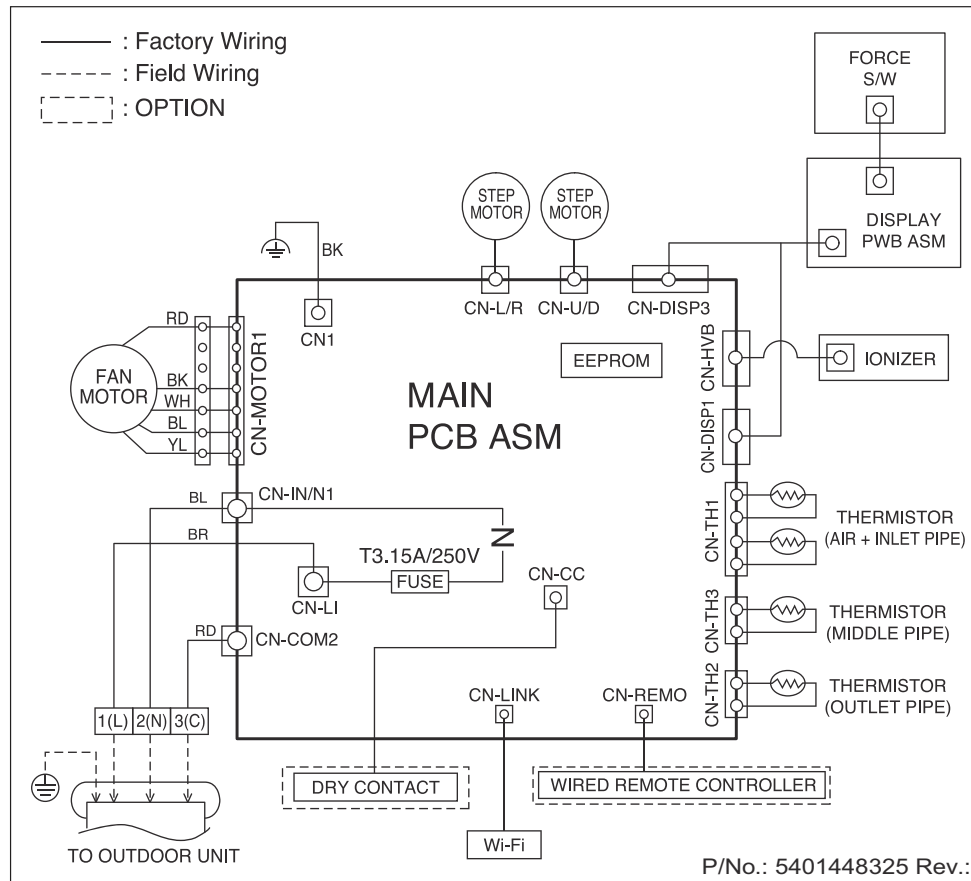 : Factory Wiring
: Field Wiring
: OPTION
FORCE
S/W
DISPLAY
PWB ASM
STEP
MOTOR
STEP
MOTOR
BK
CN1
CN-L/R
CN-U/D
CN-DISP3
RD
FAN
MOTOR
BK
WH
BL
YL
CN-MOTOR1
EEPROM
CN-HVB
IONIZER
MAIN
PCB ASM
CN-DISP1
BL
CN-IN/N1
BR
T3.15A/250V
FUSE
CN-LI
CN-CC
CN-TH1
THERMISTOR
(AIR + INLET PIPE)
RD
CN-COM2
CN-TH3
THERMISTOR
(MIDDLE PIPE)
CN-TH2
THERMISTOR
(OUTLET PIPE)
CN-LINK
CN-REMO
1(L) 2(N) 3(C)
DRY CONTACT
WIRED REMOTE CONTROLLER
Wi-Fi
TO OUTDOOR UNIT
P/No.: 5401448325 Rev.: